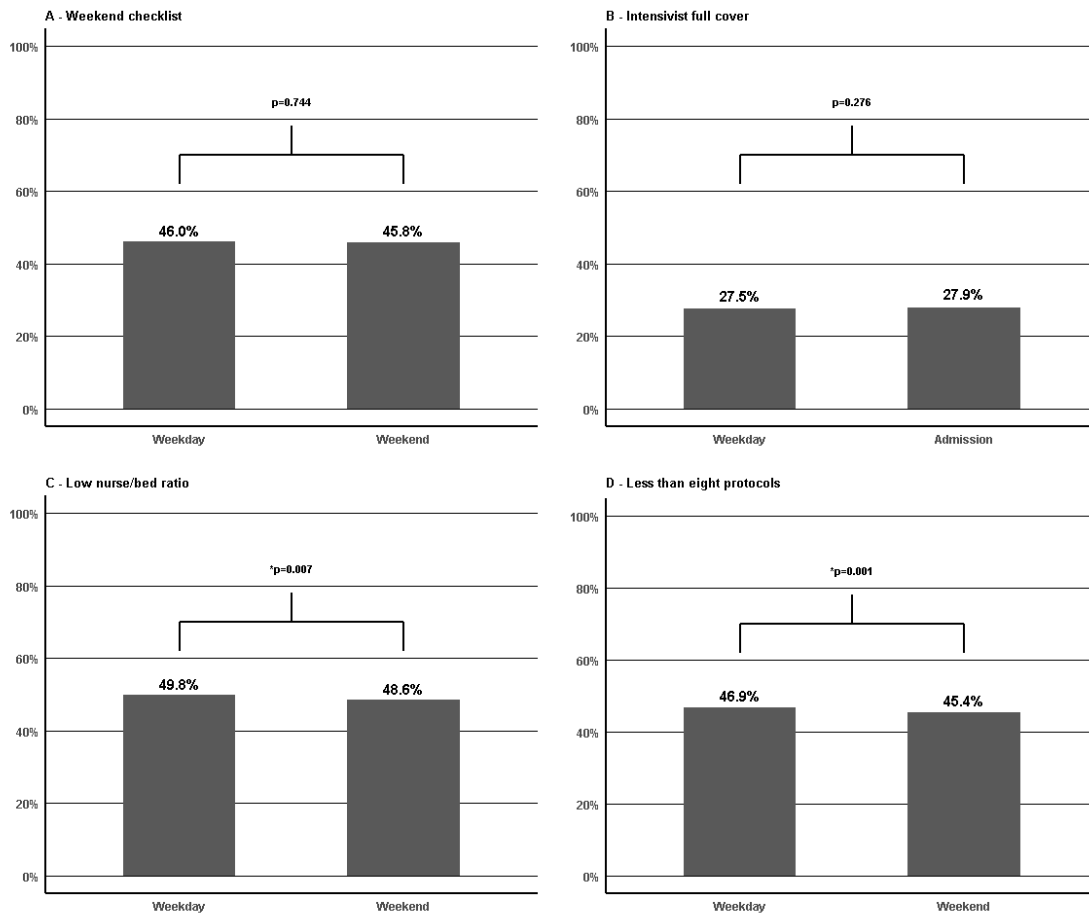 A - Weekend checklist
100%
80%
60%
40%
20%
0%
p=0.744
46.0%
45.8%
Weekday
Weekend
B - Intensivist full cover
100%
80%
60%
40%
20%
0%
p=0.276
27.5%
27.9%
Weekday
Admission
C - Low nurse/bed ratio
100%
80%
60%
40%
20%
0%
*p=0.007
49.8%
48.6%
Weekday
Weekend
D - Less than eight protocols
100%
80%
60%
40%
20%
0%
*p=0.001
46.9%
45.4%
Weekday
Weekend